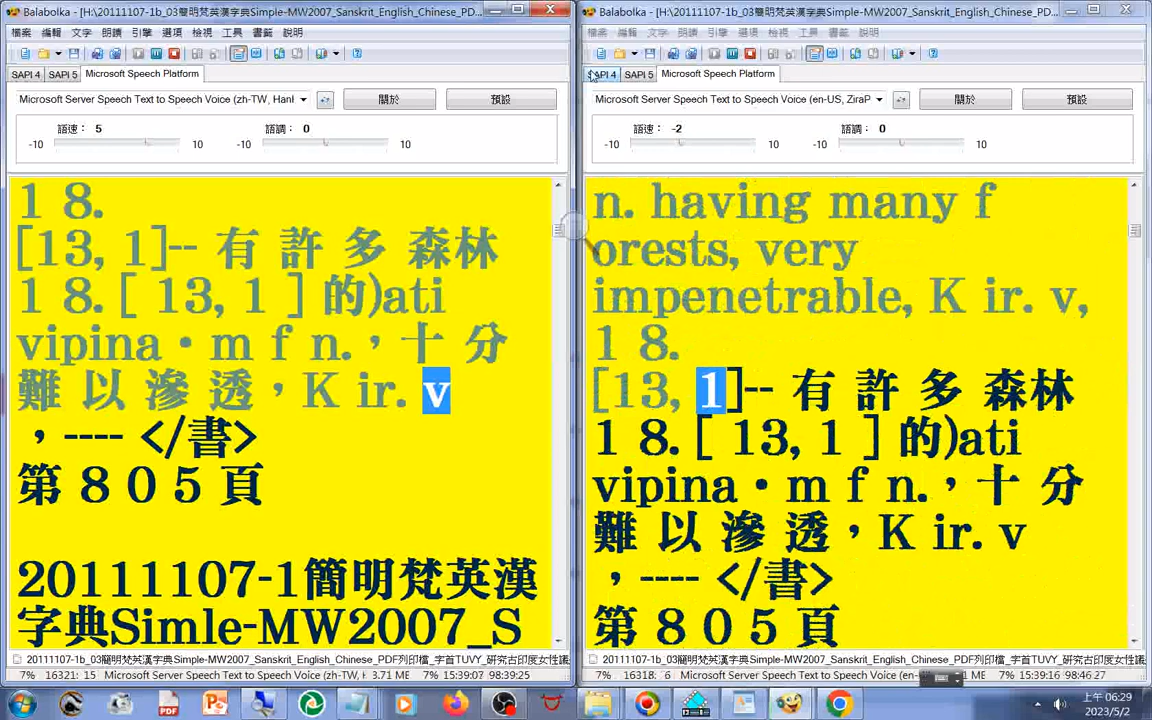 Balabolka - [H:\20111107-1b_03簡明梵英漢字典Simple-MW2007_Sanskrit_English_Chinese_PD...
檔案 編輯 文字 朗讀 引擎 選項 檢視 工具 書籤 說明
SAPI 4 SAPI 5 Microsoft Speech Platform
Microsoft Server Speech Text to Speech Voice (zh-TW, Hanl
關於 預設
語速： 5 語調： 0
-10 10 -10 10
1 8.
[13, 1]-- 有 許 多 森林
1 8. [ 13, 1 ] 的)ati
vipina·m f n.，十 分
難 以 滲 透，K ir. v
，---- </書>
第 8 0 5 頁
20111107-1簡明梵英漢
字典Simle-MW2007_S
20111107-1b_03簡明梵英漢字典Simple-MW2007_Sanskrit_English_Chinese_PDF列印檔_字首TUVY_研究古印度女性議
7% 16321: 15 Microsoft Server Speech Text to Speech Voice (zh-TW, H 3.71 ME 7% 15:39:07 98:39:25
Balabolka - [H:\20111107-1b_03簡明梵英漢字典Simple-MW2007_Sanskrit_English_Chinese_PDF...
檔案 編輯 文字 朗讀 引擎 選項 檢視 工具 書籤 說明
SAPI 4 SAPI 5 Microsoft Speech Platform
Microsoft Server Speech Text to Speech Voice (en-US, ZiraP
關於 預設
語速： -2 語調： 0
-10 10 -10 10
n. having many f
orests, very
impenetrable, K ir. v,
1 8.
[13, 1]-- 有 許 多 森林
1 8. [ 13, 1 ] 的)ati
vipina·m f n.，十 分
難 以 滲 透，K ir. v
，---- </書>
第 8 0 5 頁
20111107-1b_03簡明梵英漢字典Simple-MW2007_Sanskrit_English_Chinese_PDF列印檔_字首TUVY_研究古印度女性議
7% 16318: 6 Microsoft Server Speech Text to Speech 7% 15:39:16 98:46:27
上午 06:29
2023/5/2